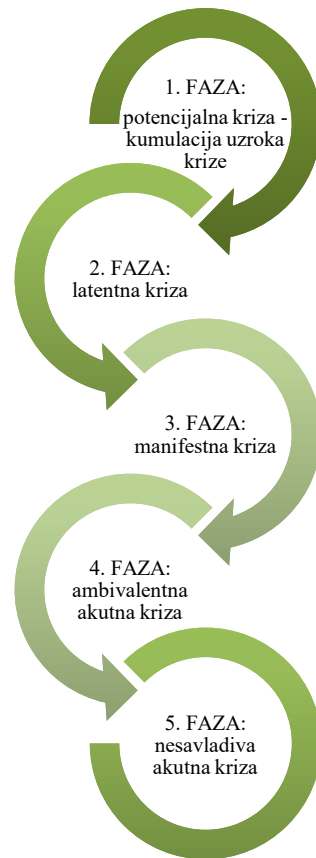 1. FAZA:
potencijalna kriza -
kumulacija uzroka
krize
2. FAZA:
latentna kriza
3. FAZA:
manifestna kriza
4. FAZA:
ambivalentna
akutna kriza
5. FAZA:
nesavladiva
akutna kriza